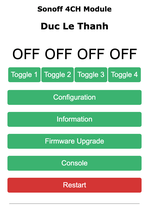 Sonoff 4CH Module
Duc Le Thanh
OFF OFF OFF OFF
Toggle 1 Toggle 2 Toggle 3 Toggle 4
Configuration
Information
Firmware Upgrade
Console
Restart